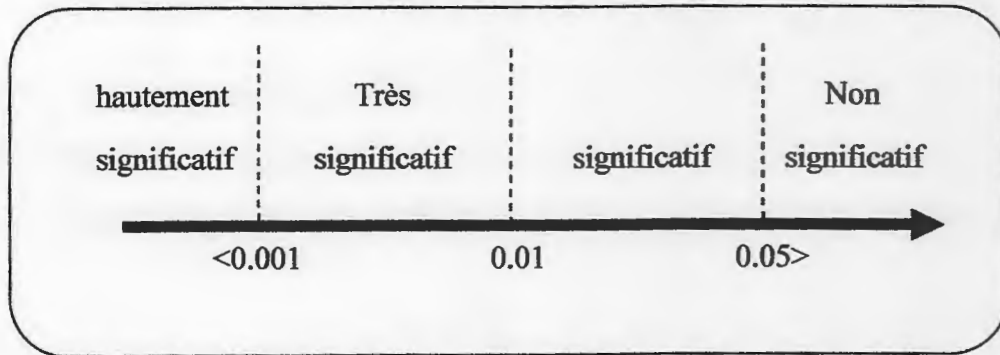 hautement Très Non
significatif significatif significatif significatif
<0.001 0.01 0.05>